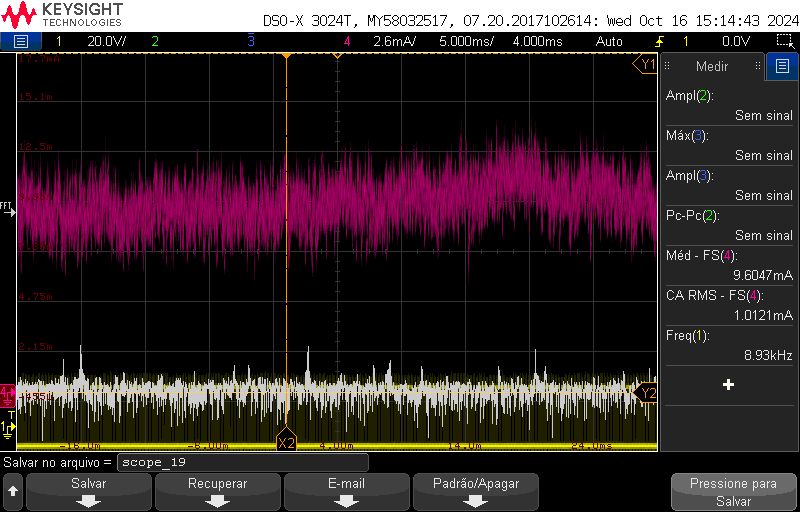 KEYSIGHT
TECHNOLOGIES
DSO-X 3024T, MY58032517, 07.20.2017102614: Wed Oct 16 15:14:43 2024
1 20.0V/ 2 3 4 2.6mA/ 5.000ms/ 4.000ms Auto 1 0.0V
17.7mA
Y1
15.1m
12.5m
FFT
4.75m
2.15m
4
Y2
T
1
-16.0m -6.00m X2 4.00m 14.0m 24.0ms
Medir
Ampl(2):
Sem sinal
Máx(3):
Sem sinal
Ampl(3):
Sem sinal
Pc-Pc(2):
Sem sinal
Méd - FS(4):
9.6047mA
CA RMS - FS(4):
1.0121mA
Freq(1):
8.93kHz
+
Salvar no arquivo = scope_19
Salvar
Recuperar
E-mail
Padrão/Apagar
Pressione para
Salvar